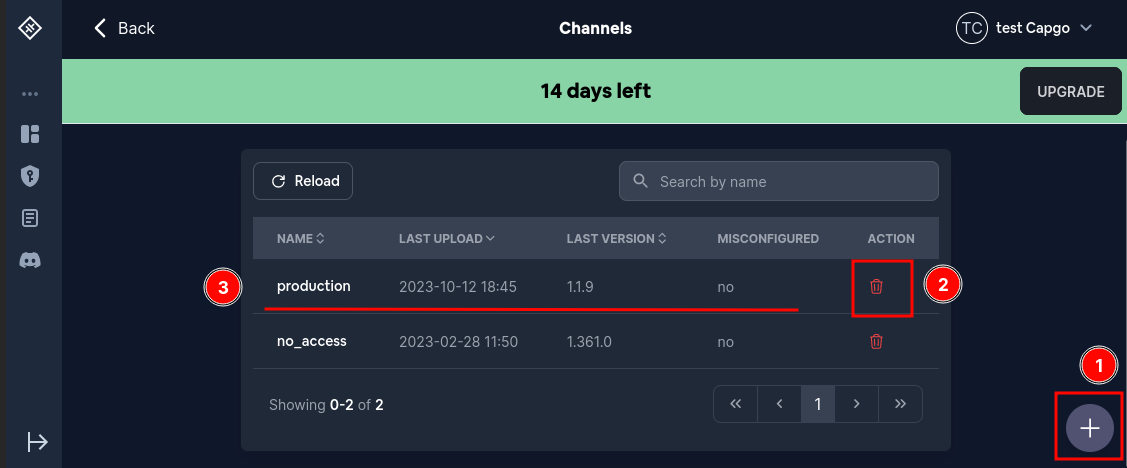 Back
Channels
TC test Capgo
14 days left
UPGRADE
Reload
Search by name
NAME LAST UPLOAD LAST VERSION MISCONFIGURED ACTION
3
production 2023-10-12 18:45 1.1.9 no
2
no_access 2023-02-28 11:50 1.361.0 no
1
Showing 0-2 of 2
« ‹ 1 › »